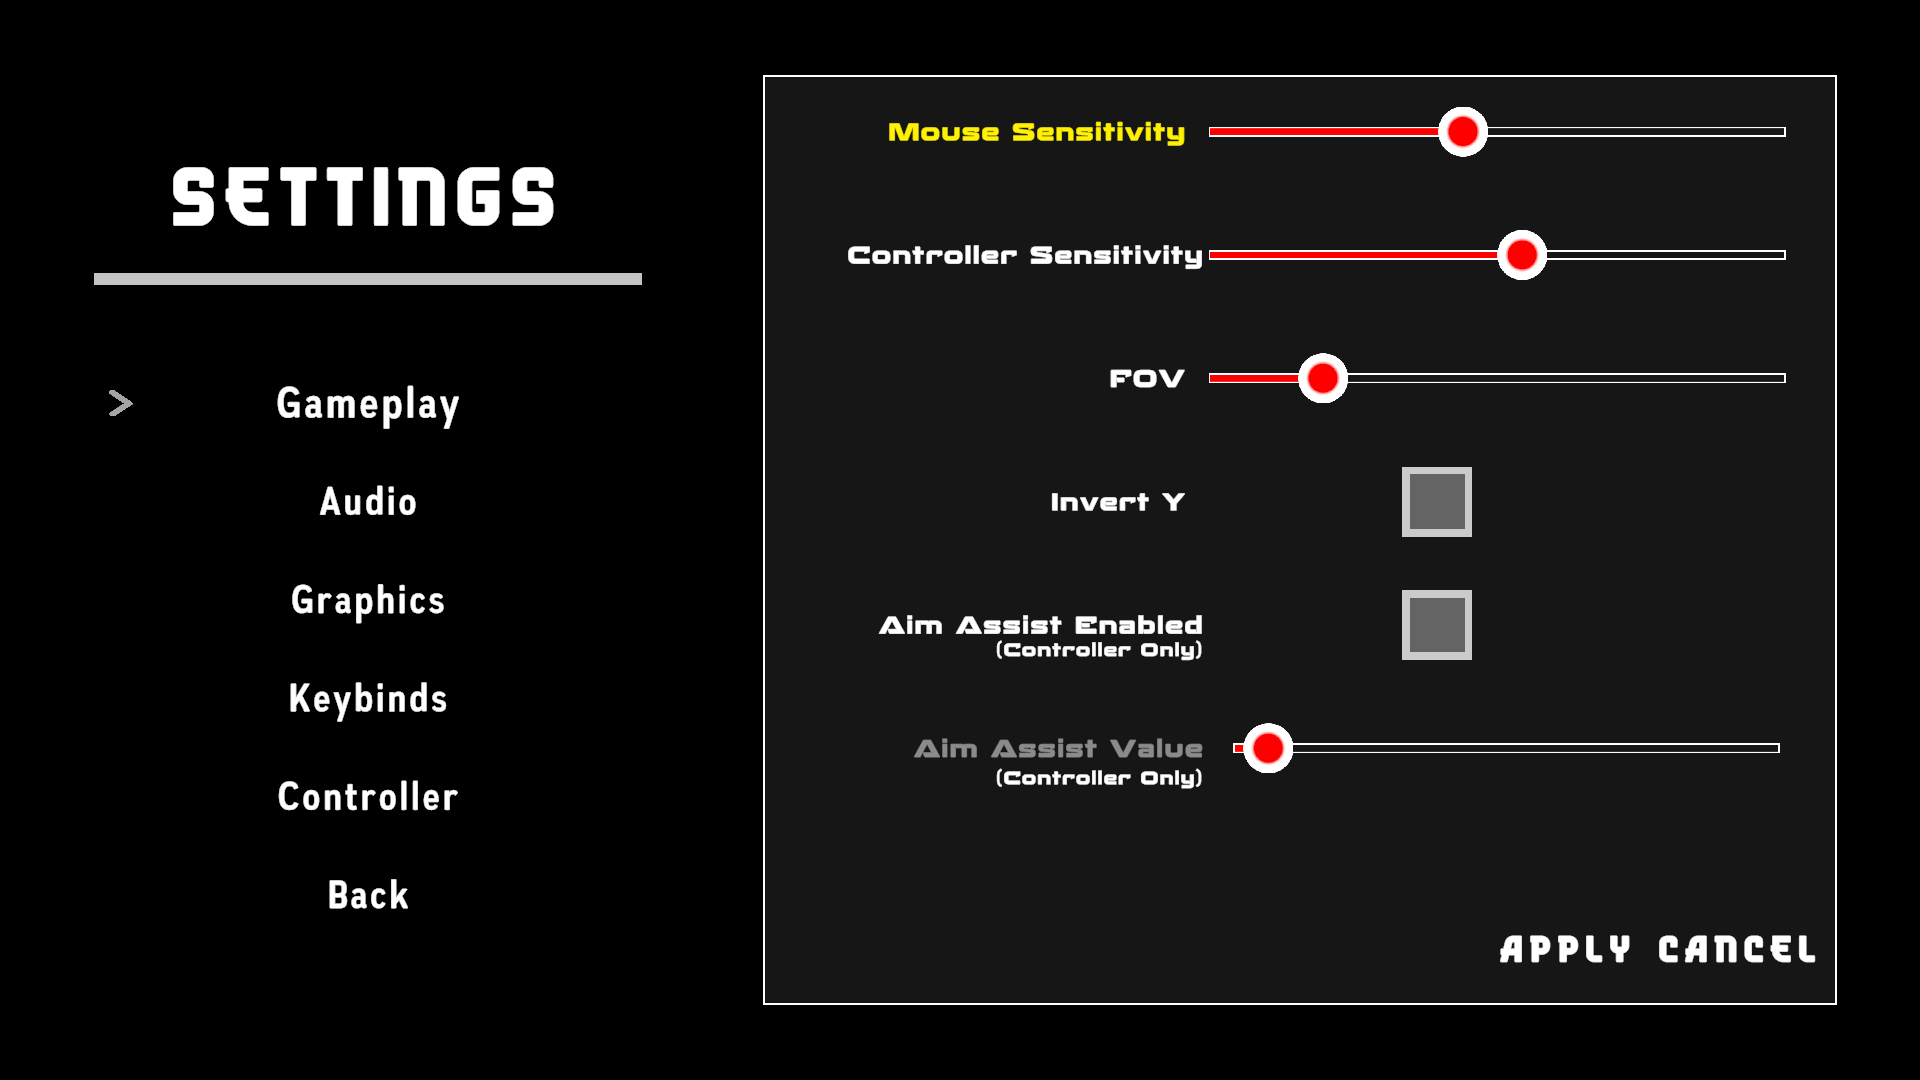 SETTINGS
Gameplay
Audio
Graphics
Keybinds
Controller
Back
Mouse Sensitivity
Controller Sensitivity
FOV
Invert Y
Aim Assist Enabled
(Controller Only)
Aim Assist Value
(Controller Only)
APPLY CANCEL